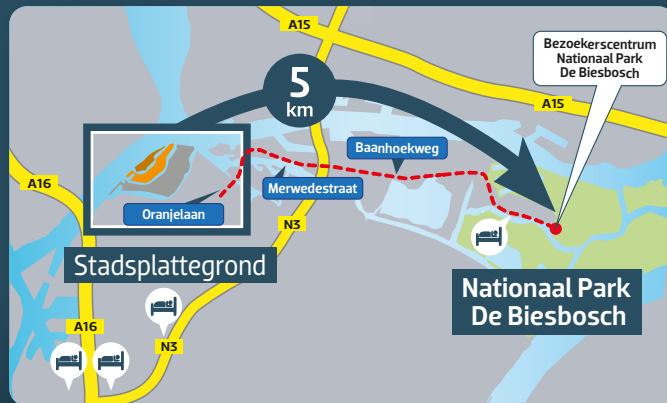 A15
5
km
Bezoekerscentrum
Nationaal Park
De Biesbosch
A15
Baanhoekweg
A16
Merwedestraat
Oranjelaan
N3
Stadsplattegrond
Nationaal Park
De Biesbosch
A16
N3